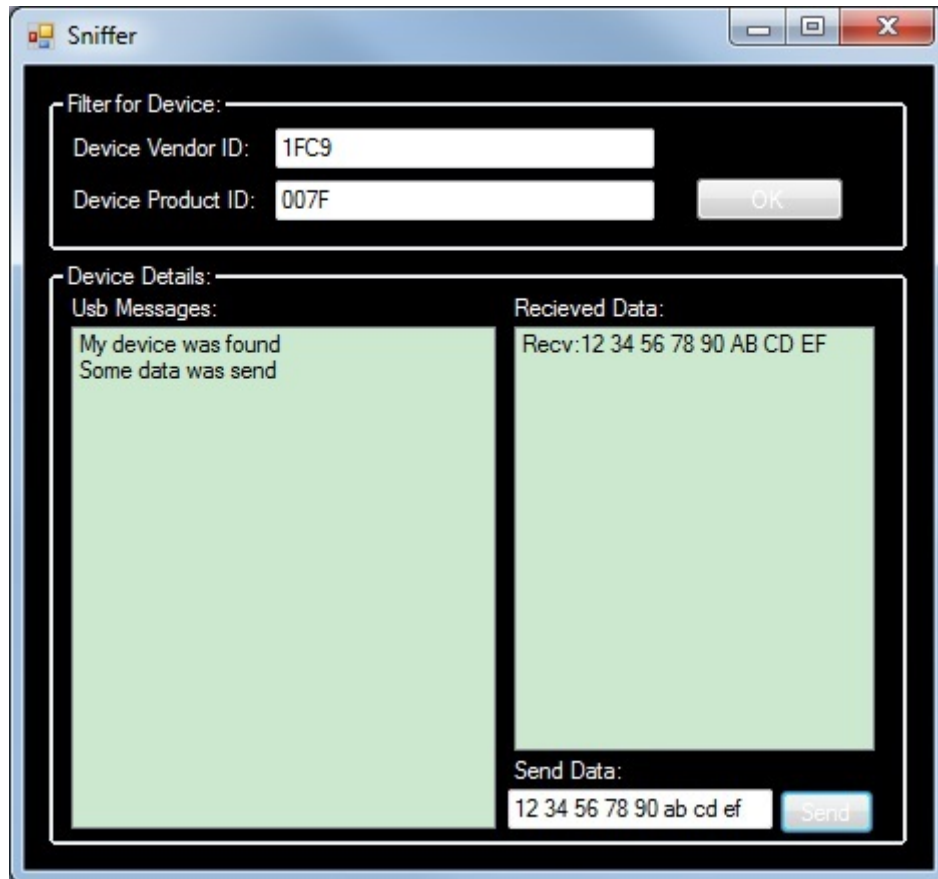 Sniffer
Filter for Device:
Device Vendor ID: 1FC9
Device Product ID: 007F OK
Device Details:
Usb Messages:
My device was found
Some data was send
Recieved Data:
Recv:12 34 56 78 90 AB CD EF
Send Data:
12 34 56 78 90 ab cd ef Send